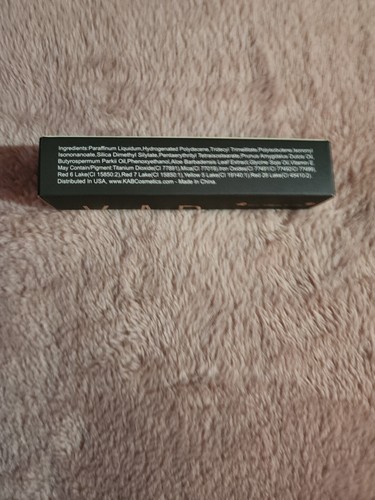 Ingredients:Paraffinum Liquidum,Hydrogenated Polydecene,Tridecyl Trimellitate,Polyisobutene,Isononyl
Isononanoate,Silica Dimethyl Silylate,Pentaerythrityl Tetraisostearate,Prunus Amygdalus Dulcis Oil,
Butyrospermum Parkii Oil,Phenoxyethanol,Aloe Barbadensis Leaf Extract,Glycine Soja Oil,Vitamin E.
May Contain/Pigment:Titanium Dioxide(CI 77891),Mica(CI 77019),Iron Oxides(CI 77491/CI 77492/CI 77499),
Red 6 Lake(CI 15850:2),Red 7 Lake(CI 15850:1),Yellow 5 Lake(CI 19140:1),Red 28 Lake(CI 45410:2)
Distributed In USA, www.KABCosmetics.com - Made In China.